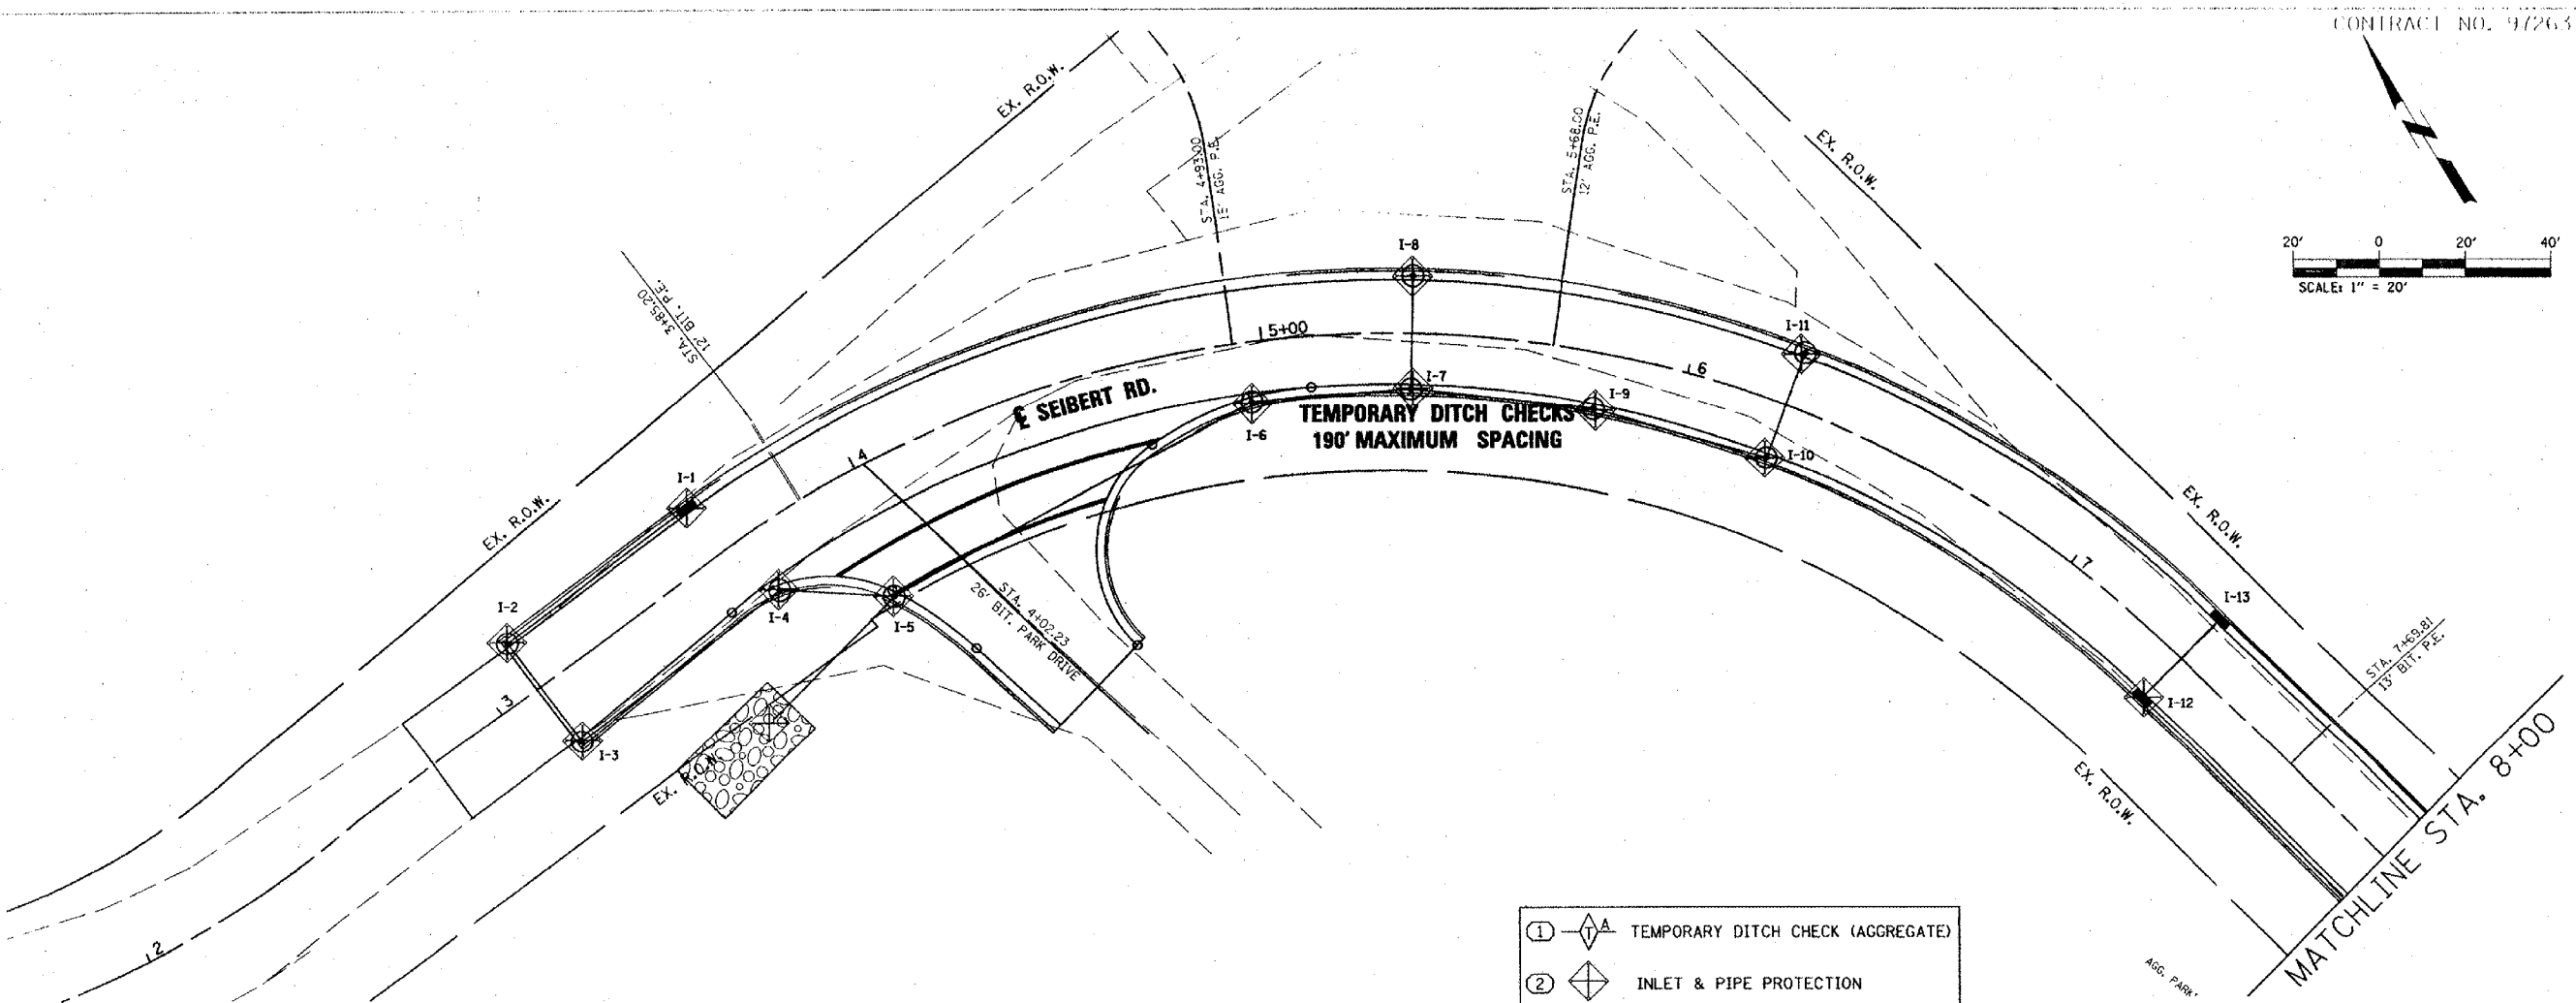 CONTRACT NO. 97263
EX. R.O.W.
STA. 4+93.00
15' AGG. P.E.
STA. 5+68.00
12' AGG. P.E.
EX. R.O.W.
20' 0 20' 40'
SCALE: 1" = 20'
STA. 3+85.20
12' BIT. P.E.
I-8
I-11
5+00
6
℄ SEIBERT RD.
I-7
I-9
I-6
TEMPORARY DITCH CHECKS
190' MAXIMUM SPACING
I-10
4
I-1
EX. R.O.W.
EX. R.O.W.
7
I-13
I-2
I-4
I-5
STA. 4+02.23
26' BIT. PARK DRIVE
STA. 7+69.81
13' BIT. P.E.
I-12
3
I-3
EX. R.O.W.
EX. R.O.W.
MATCHLINE STA. 8+00
2
1 T A TEMPORARY DITCH CHECK (AGGREGATE)
2 INLET & PIPE PROTECTION
AGG. PARK